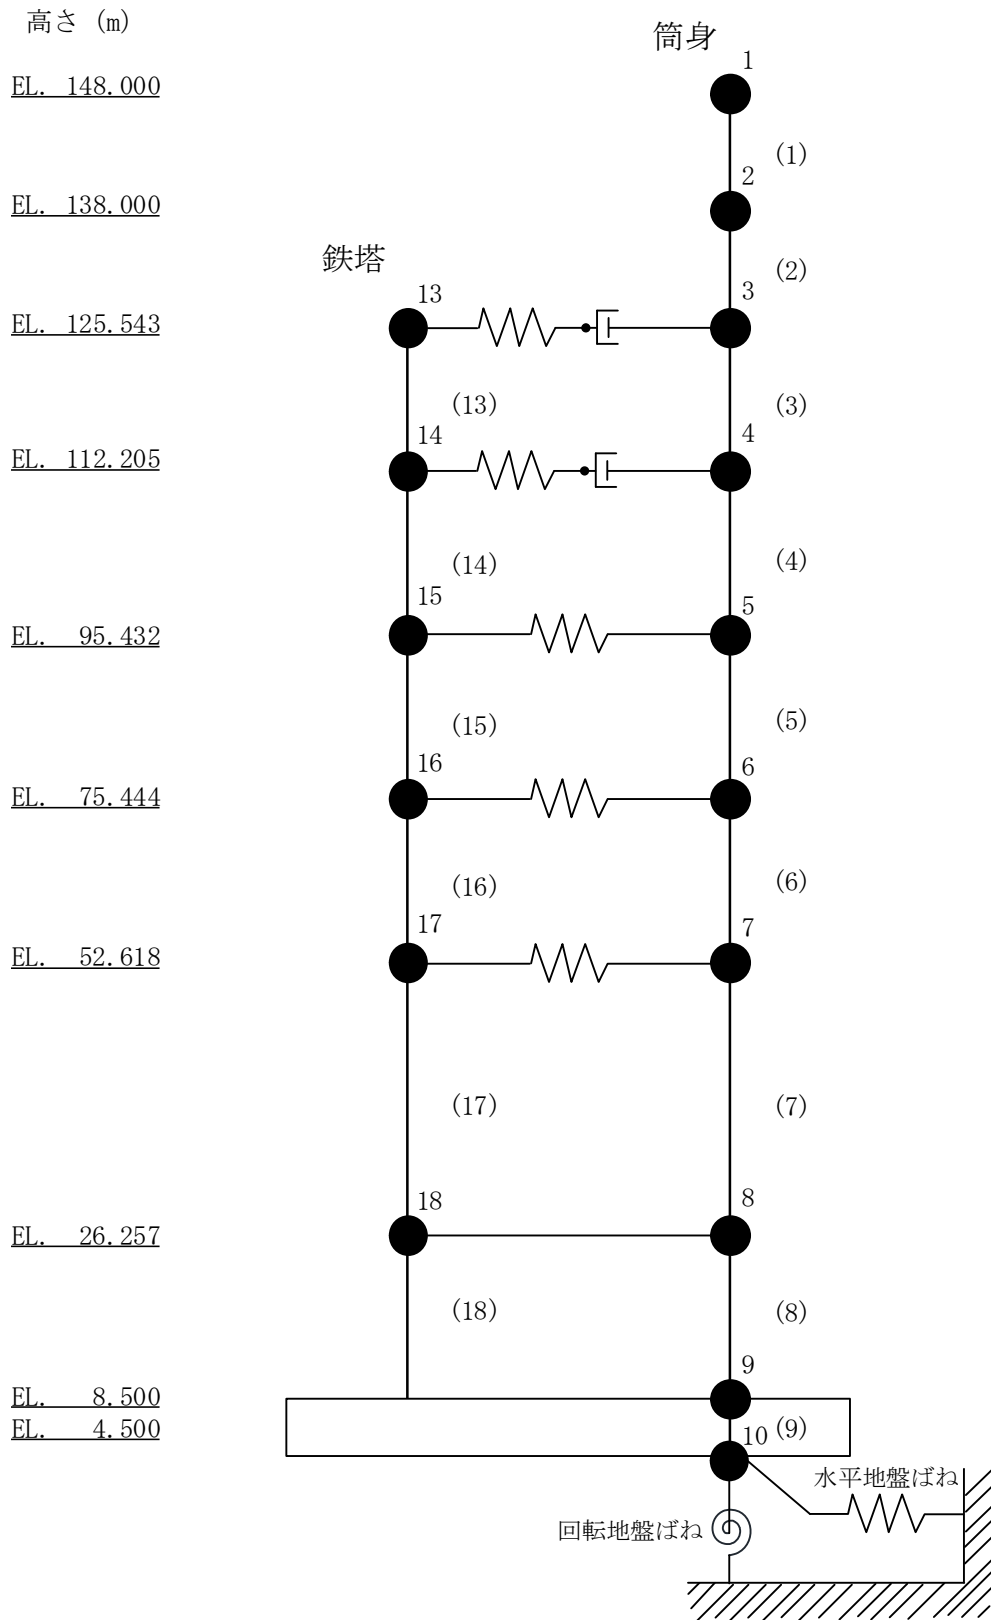 高さ (m)
筒身
1
EL. 148.000
(1)
2
EL. 138.000
鉄塔
(2)
13
3
EL. 125.543
(13)
(3)
14
4
EL. 112.205
(14)
(4)
15
5
EL. 95.432
(15)
(5)
16
6
EL. 75.444
(16)
(6)
17
7
EL. 52.618
(17)
(7)
18
8
EL. 26.257
(18)
(8)
9
EL. 8.500
EL. 4.500
10
(9)
水平地盤ばね
回転地盤ばね